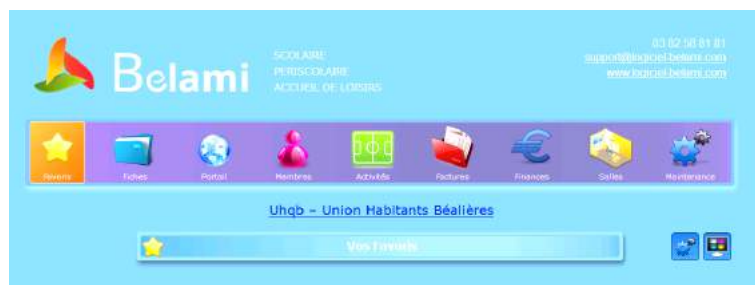 Belami
SCOLAIRE
PERISCOLAIRE
ACCUEIL DE LOISIRS
03 82 58 81 81
support@logiciel-belami.com
www.logiciel-belami.com
Favoris
Fiches
Portail
Membres
Activités
Factures
Finances
Salles
Maintenance
Uhqb – Union Habitants Béalières
Vos Favoris